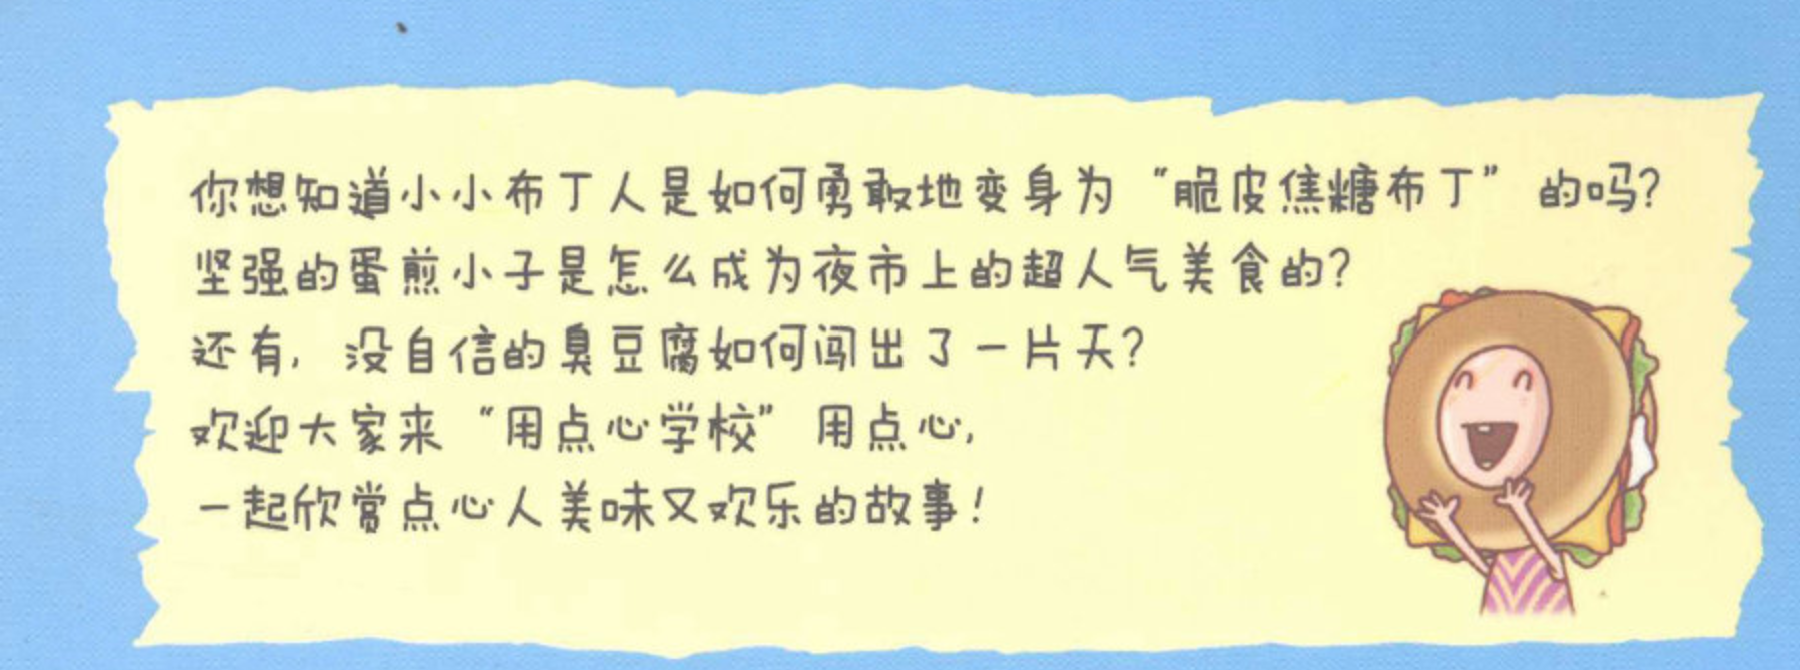 你想知道小小布丁人是如何勇敢地变身为“脆皮焦糖布丁”的吗?
坚强的蛋煎小子是怎么成为夜市上的超人气美食的?
还有,没自信的臭豆腐如何闯出了一片天?
欢迎大家来“用点心学校”用点心,
一起欣赏点心人美味又欢乐的故事!